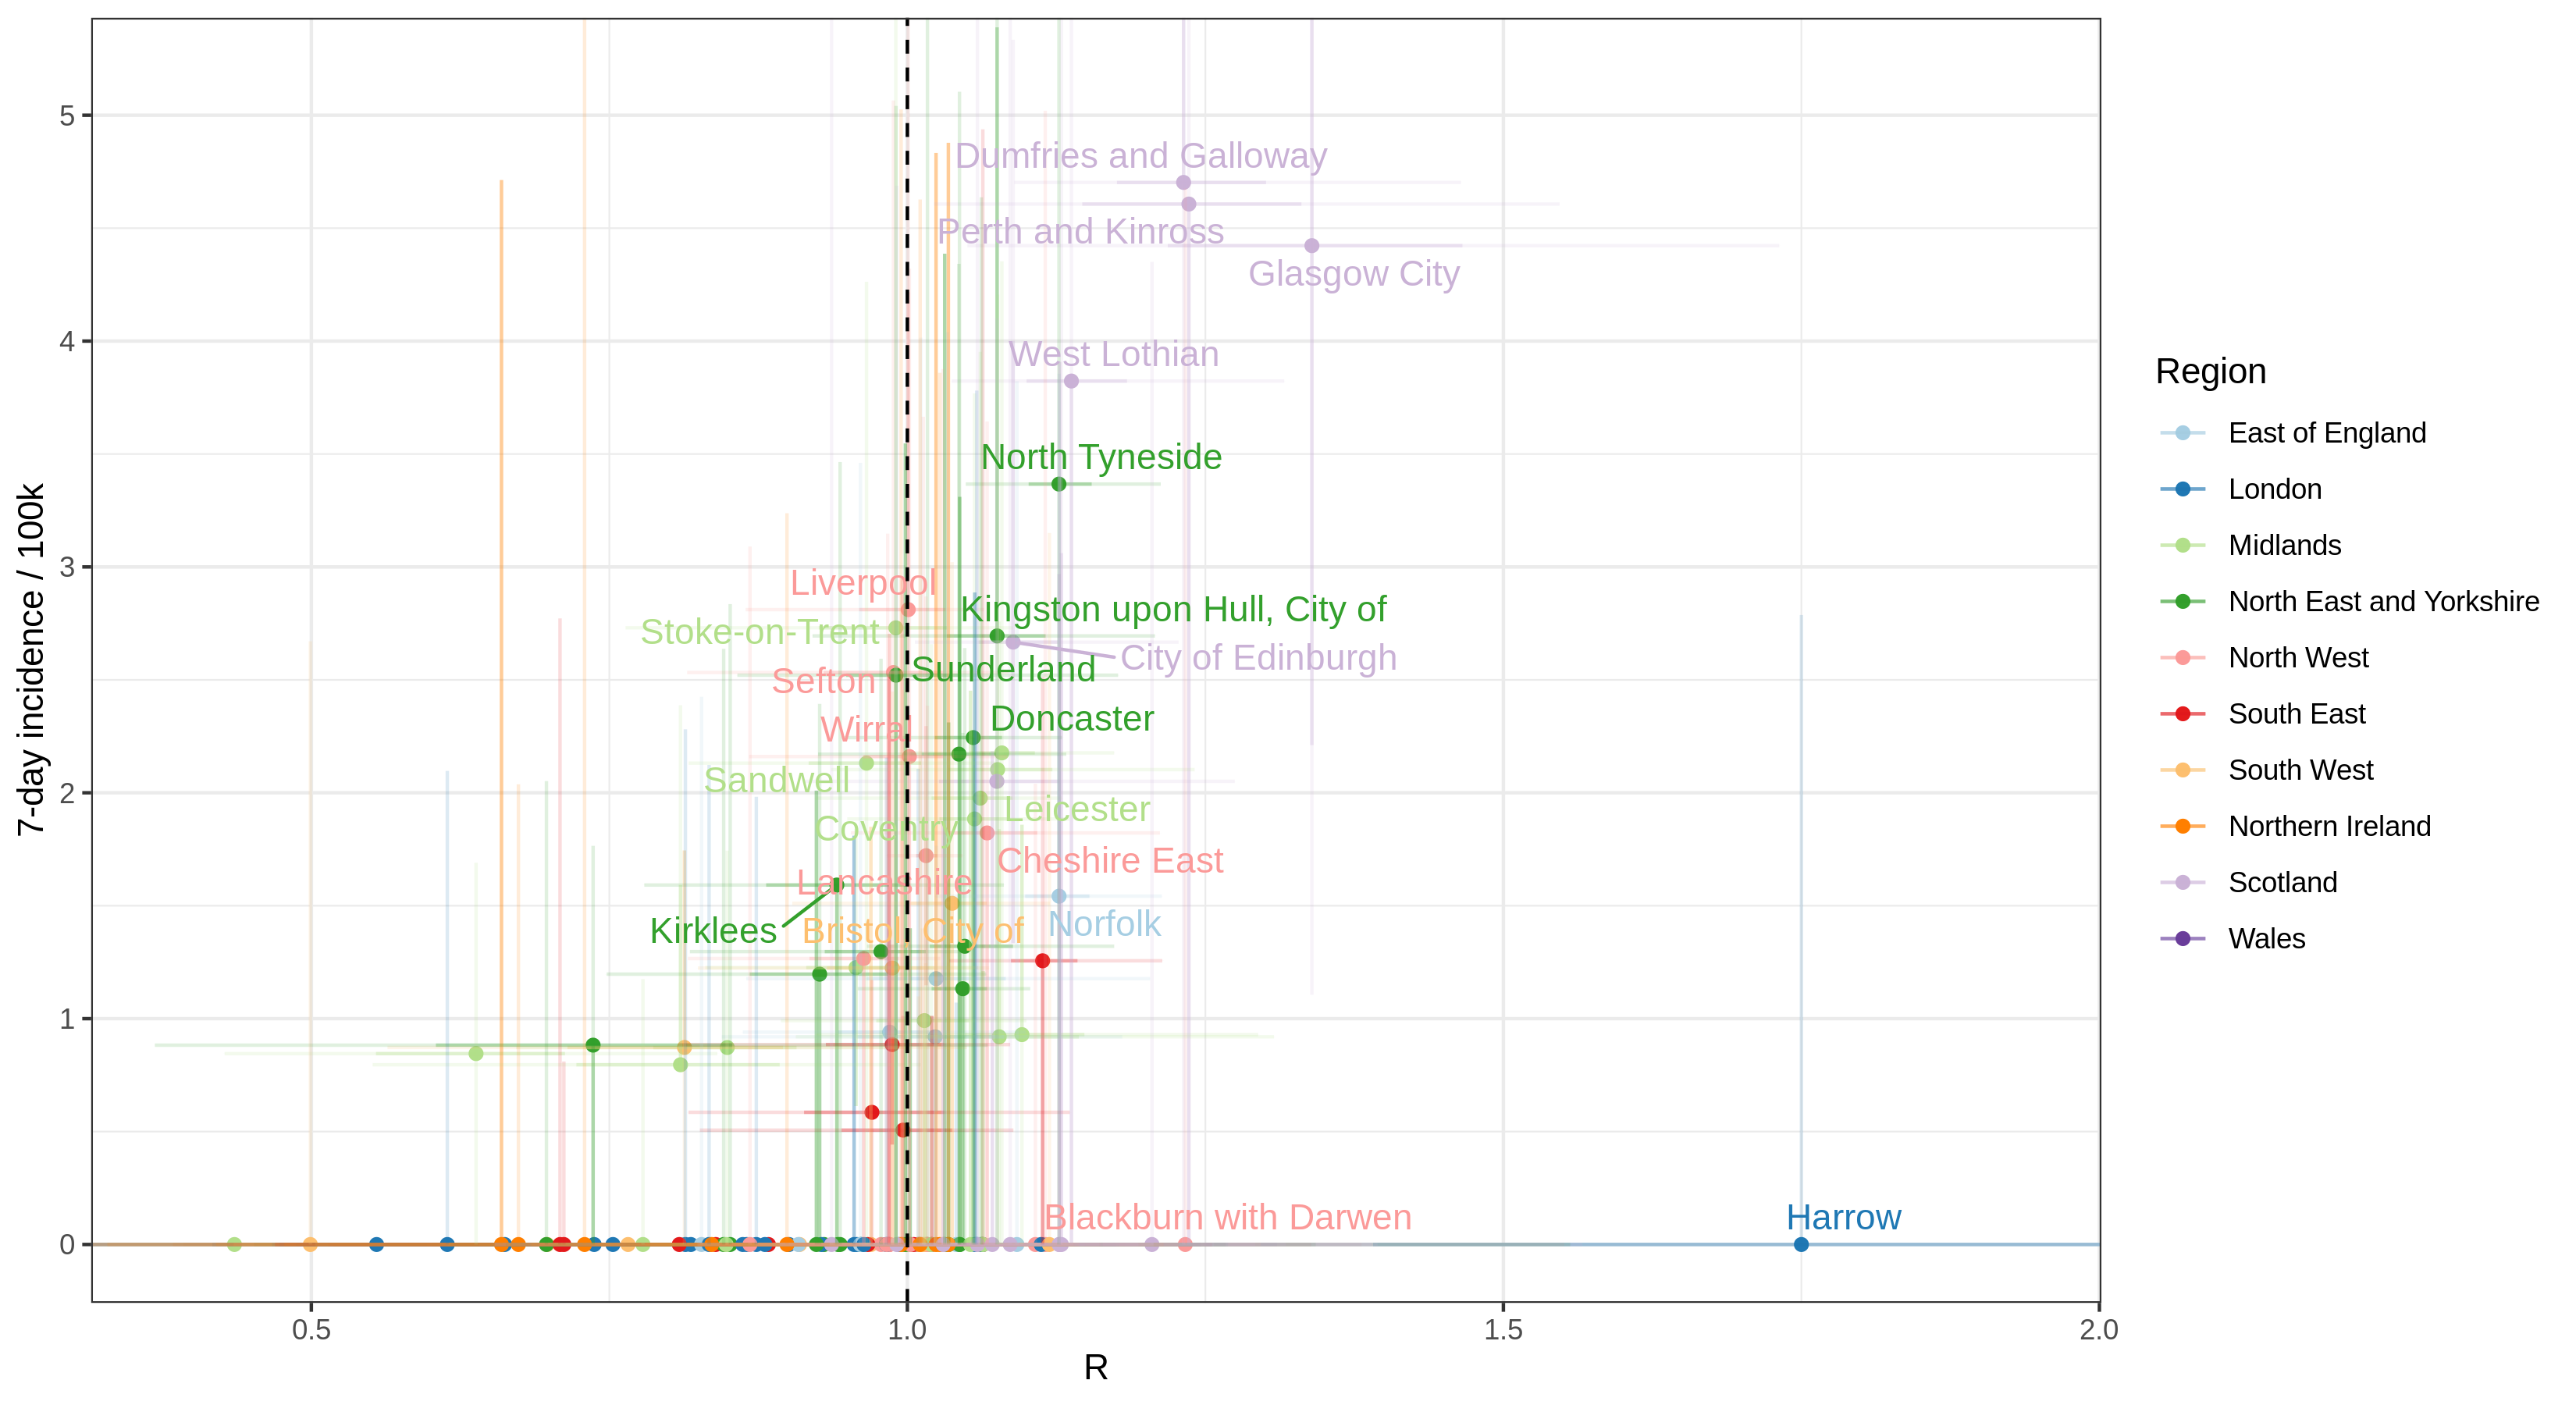 5
4
3
2
1
0
7-day incidence / 100k
0.5
1.0
1.5
2.0
R
Dumfries and Galloway
Perth and Kinross
Glasgow City
West Lothian
North Tyneside
Liverpool
Kingston upon Hull, City of
Stoke-on-Trent
City of Edinburgh
Sunderland
Sefton
Doncaster
Wirral
Sandwell
Leicester
Coventry
Cheshire East
Lancashire
Norfolk
Kirklees
Bristol, City of
Blackburn with Darwen
Harrow
Region
East of England
London
Midlands
North East and Yorkshire
North West
South East
South West
Northern Ireland
Scotland
Wales